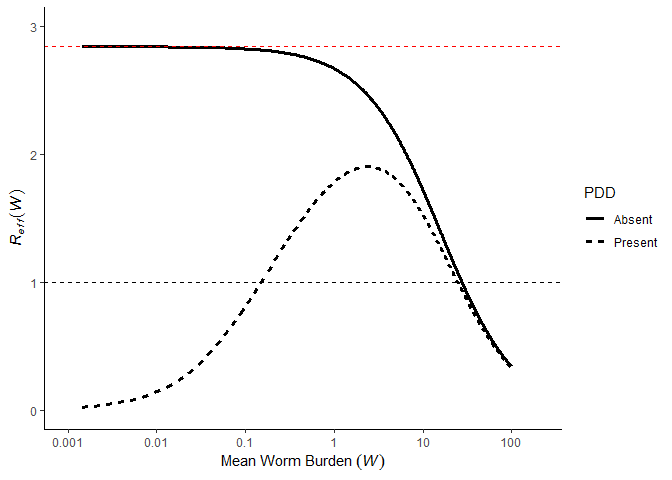 3
2
1
0
R_eff(W)
0.001 0.01 0.1 1 10 100
Mean Worm Burden (W)
PDD
Absent
Present